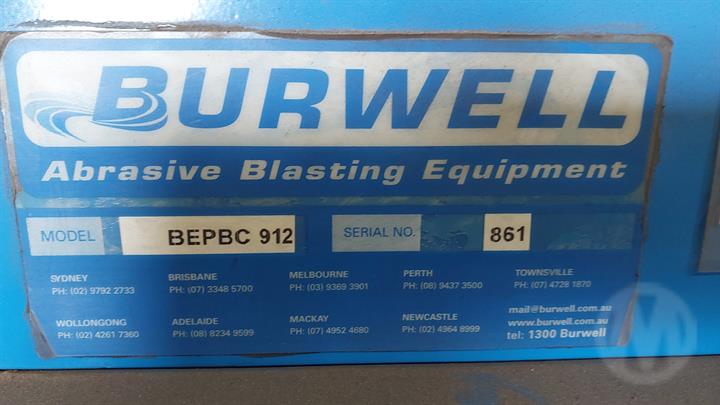 BURWELL
Abrasive Blasting Equipment
MODEL BEPBC 912 SERIAL NO. 861
SYDNEY BRISBANE MELBOURNE PERTH TOWNSVILLE
PH: (02) 9792 2733 PH: (07) 3348 5700 PH: (03) 9369 3901 PH: (08) 9437 3500 PH: (07) 4728 1870
WOLLONGONG ADELAIDE MACKAY NEWCASTLE mail@burwell.com.au
PH: (02) 4261 7360 PH: (08) 8234 9599 PH: (07) 4952 4680 PH: (02) 4964 8999 www.burwell.com.au
tel: 1300 Burwell
M